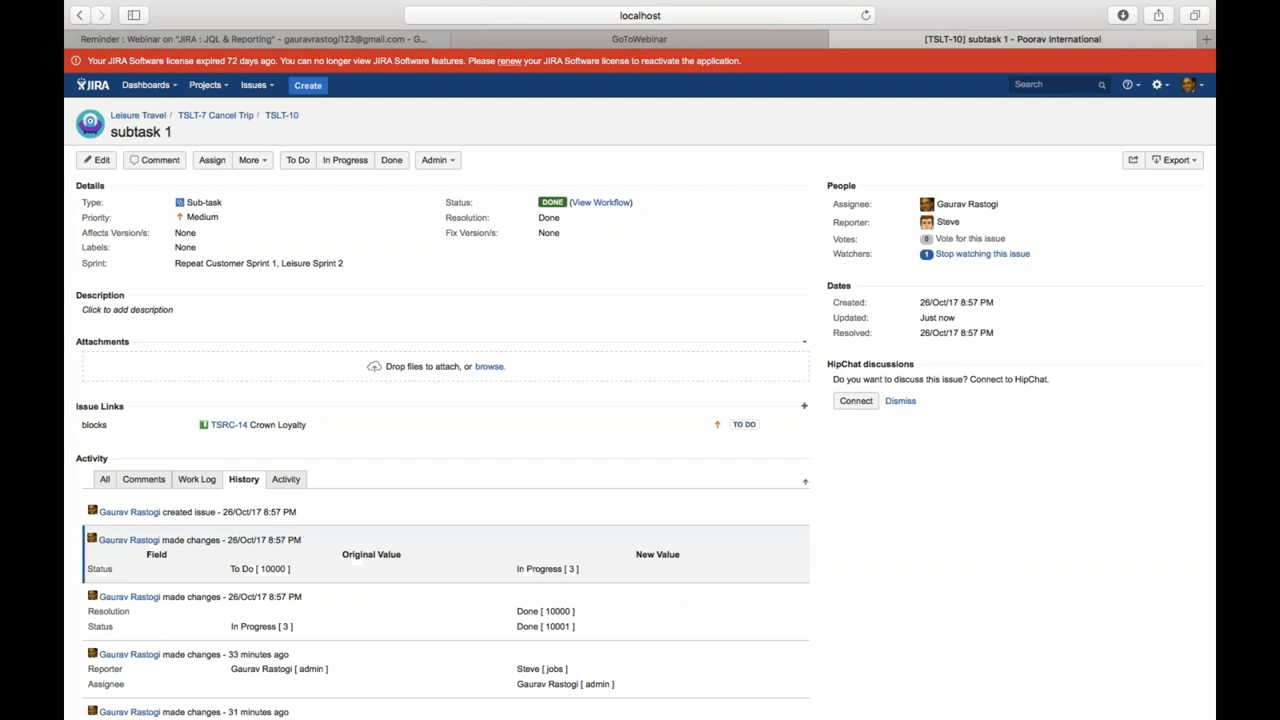 localhost
Reminder : Webinar on "JIRA : JQL & Reporting" - gauravrastogi123@gmail.com - G... GoToWebinar [TSLT-10] subtask 1 - Poorav International
Your JIRA Software license expired 72 days ago. You can no longer view JIRA Software features. Please renew your JIRA Software license to reactivate the application.
JIRA Dashboards Projects Issues Create Search
Leisure Travel / TSLT-7 Cancel Trip / TSLT-10
subtask 1
Edit Comment Assign More To Do In Progress Done Admin Export
Details
Type: Sub-task Status: DONE (View Workflow)
Priority: Medium Resolution: Done
Affects Version/s: None Fix Version/s: None
Labels: None
Sprint: Repeat Customer Sprint 1, Leisure Sprint 2
Description
Click to add description
Attachments
Drop files to attach, or browse.
Issue Links
blocks TSRC-14 Crown Loyalty TO DO
Activity
All Comments Work Log History Activity
Gaurav Rastogi created issue - 26/Oct/17 8:57 PM
Gaurav Rastogi made changes - 26/Oct/17 8:57 PM
Field Original Value New Value
Status To Do [ 10000 ] In Progress [ 3 ]
Gaurav Rastogi made changes - 26/Oct/17 8:57 PM
Resolution Done [ 10000 ]
Status In Progress [ 3 ] Done [ 10001 ]
Gaurav Rastogi made changes - 33 minutes ago
Reporter Gaurav Rastogi [ admin ] Steve [ jobs ]
Assignee Gaurav Rastogi [ admin ]
Gaurav Rastogi made changes - 31 minutes ago
People
Assignee: Gaurav Rastogi
Reporter: Steve
Votes: 0 Vote for this issue
Watchers: 1 Stop watching this issue
Dates
Created: 26/Oct/17 8:57 PM
Updated: Just now
Resolved: 26/Oct/17 8:57 PM
HipChat discussions
Do you want to discuss this issue? Connect to HipChat.
Connect Dismiss